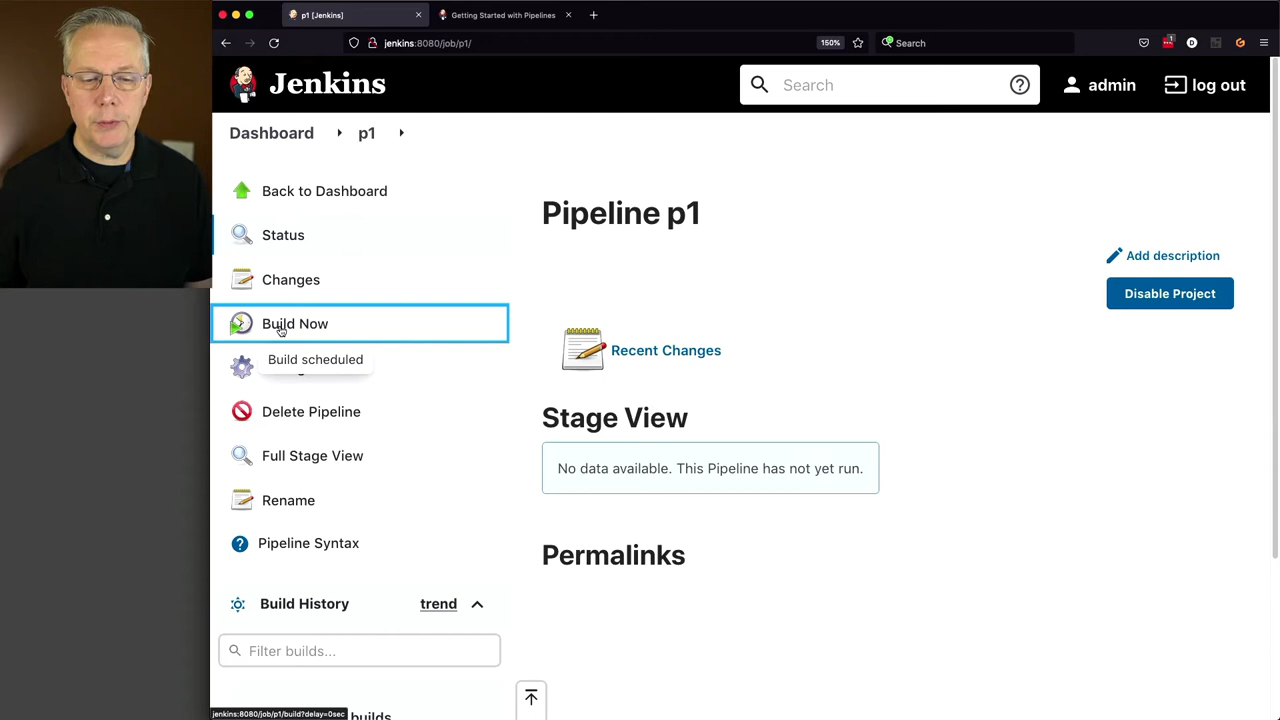 p1 [Jenkins]
Getting Started with Pipelines
jenkins:8080/job/p1/
150%
Search
1
Jenkins
Search
admin
log out
Dashboard
p1
Back to Dashboard
Status
Changes
Build Now
Build scheduled
Delete Pipeline
Full Stage View
Rename
Pipeline Syntax
Build History
trend
Filter builds...
builds
jenkins:8080/job/p1/build?delay=0sec
Pipeline p1
Add description
Disable Project
Recent Changes
Stage View
No data available. This Pipeline has not yet run.
Permalinks